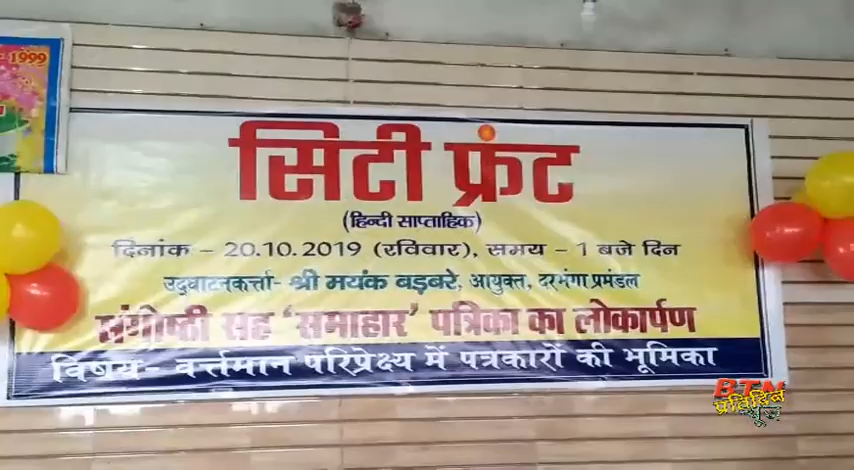 1999
सिटी फ्रंट
(हिन्दी साप्ताहिक)
दिनांक – 20.10.2019 (रविवार), समय – 1 बजे दिन
उद्घाटनकर्त्ता- श्री मयंक बड़बरे, आयुक्त, दरभंगा प्रमंडल
संगोष्ठी सह 'समाहार' पत्रिका का लोकार्पण
विषय- वर्त्तमान परिप्रेक्ष्य में पत्रकारों की भूमिका
BTN
प्रतिदिन
न्यूज